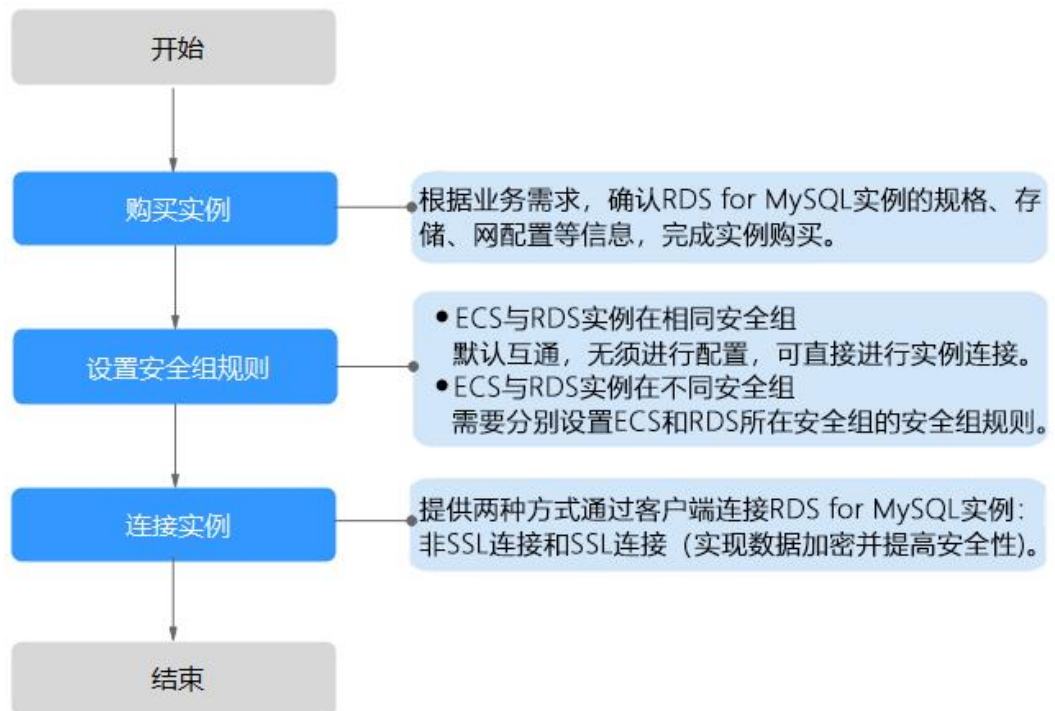 开始
购买实例
根据业务需求，确认RDS for MySQL实例的规格、存
储、网配置等信息，完成实例购买。
设置安全组规则
●ECS与RDS实例在相同安全组
默认互通，无须进行配置，可直接进行实例连接。
●ECS与RDS实例在不同安全组
需要分别设置ECS和RDS所在安全组的安全组规则。
连接实例
提供两种方式通过客户端连接RDS for MySQL实例：
非SSL连接和SSL连接（实现数据加密并提高安全性)。
结束